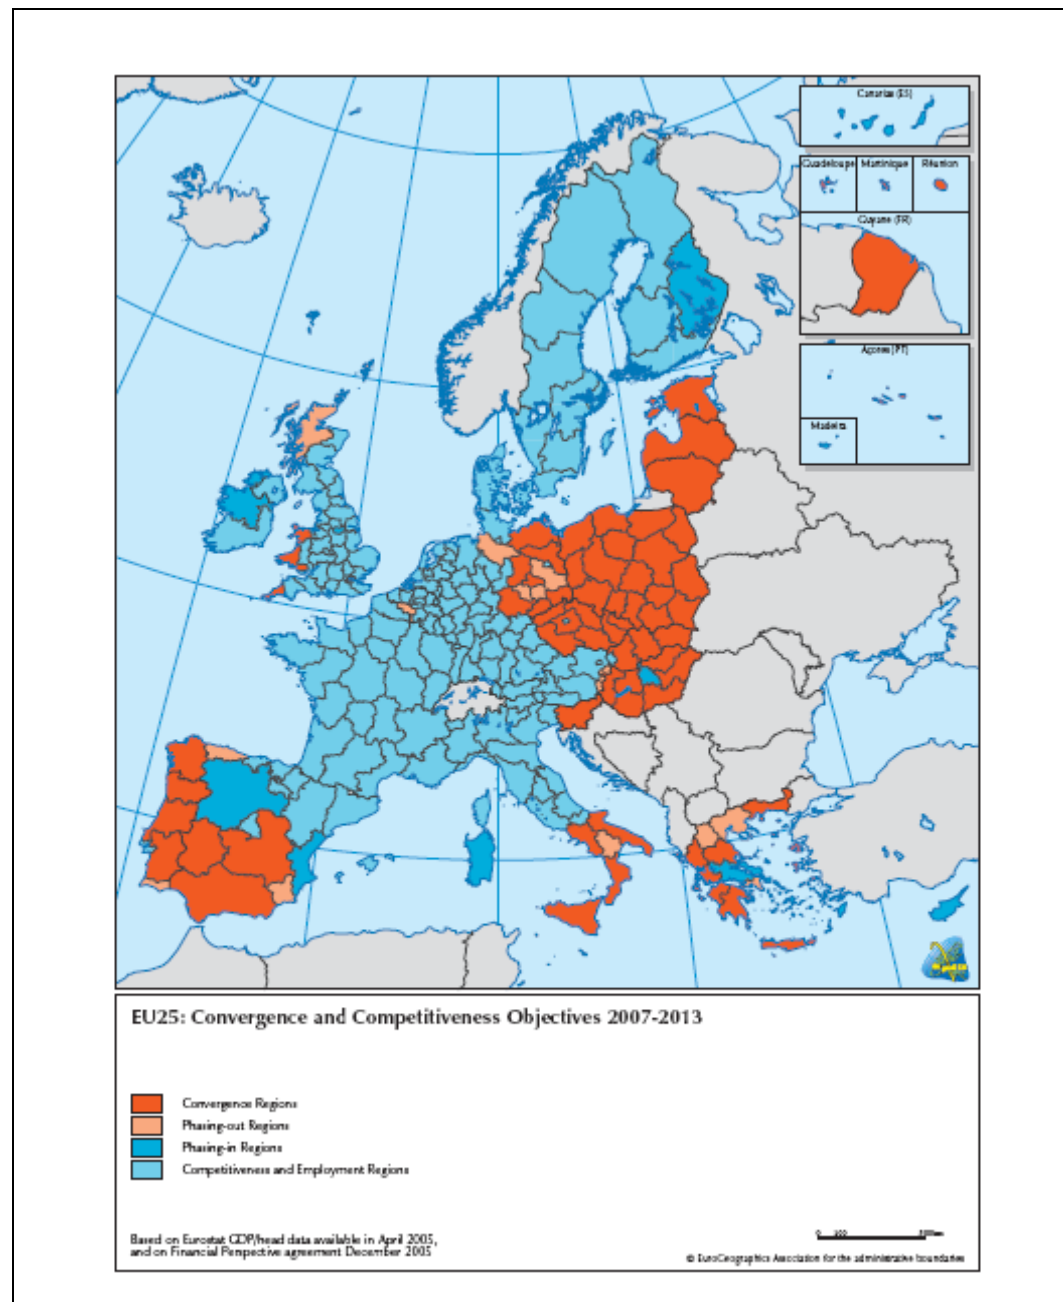 Canarias (ES)
Guadeloupe
Martinique
Réunion
Guyane (FR)
Açores (PT)
Madeira
EU25: Convergence and Competitiveness Objectives 2007-2013
Convergence Regions
Phasing-out Regions
Phasing-in Regions
Competitiveness and Employment Regions
Based on Eurostat GDP/head data available in April 2005,
and on Financial Perspective agreement December 2005
© EuroGeographics Association for the administrative boundaries